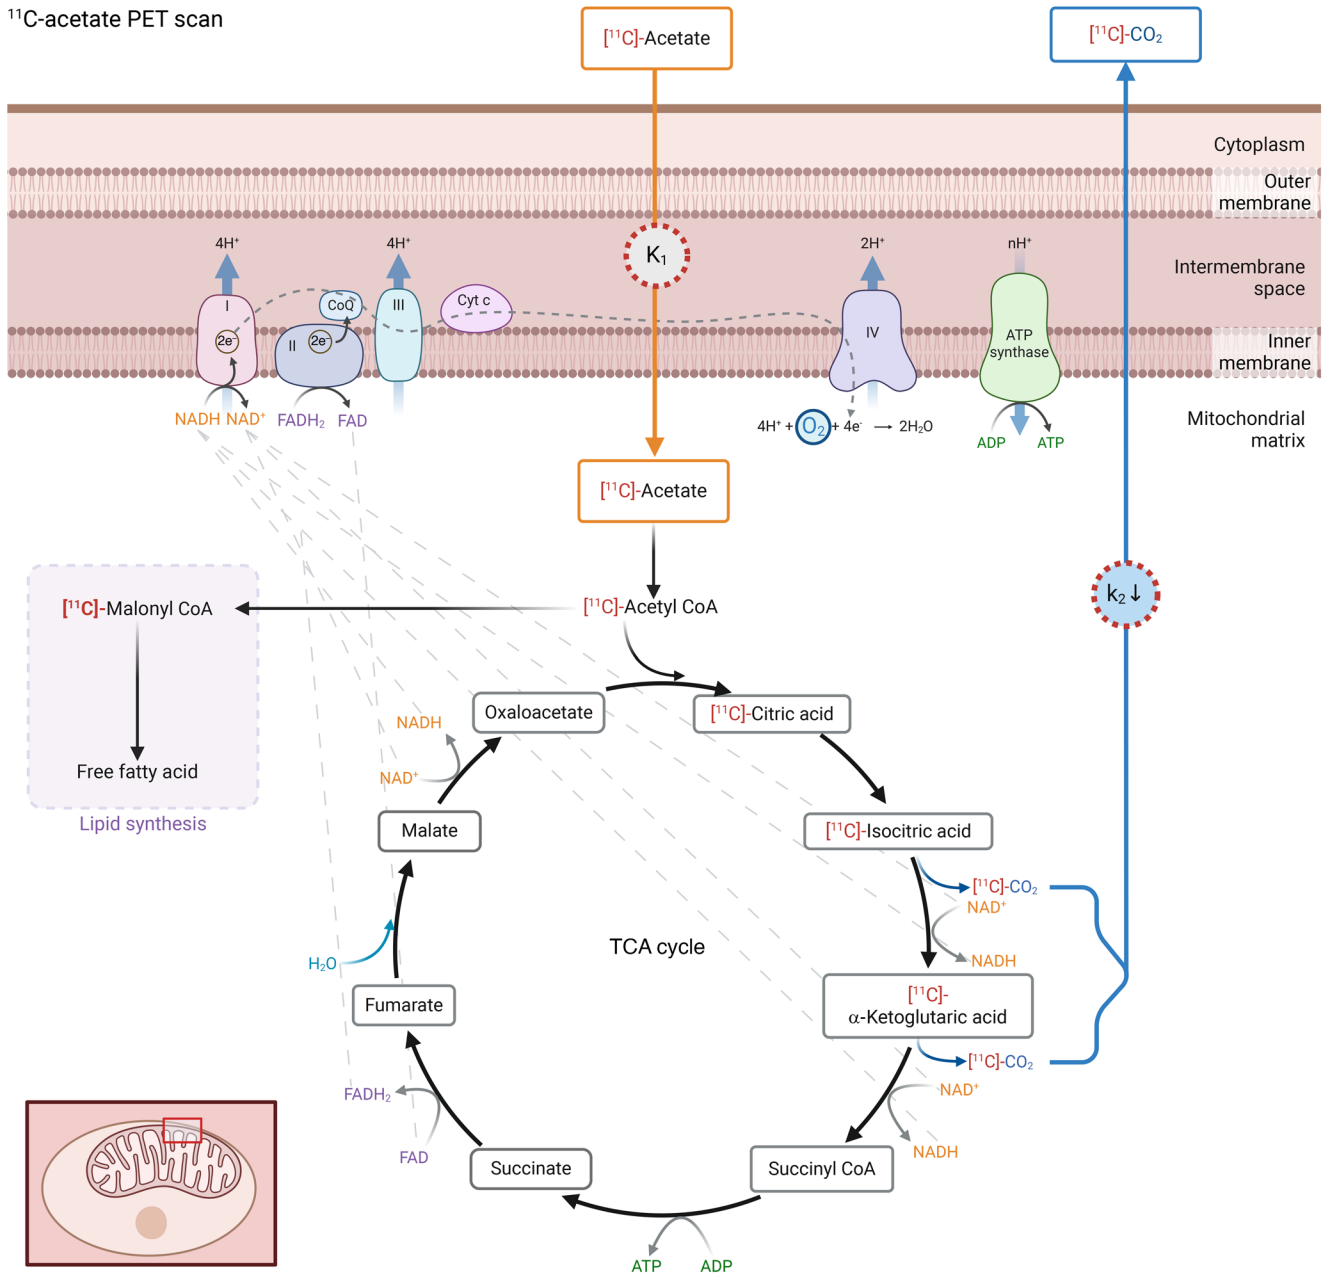 ¹¹C-acetate PET scan
[¹¹C]-Acetate
[¹¹C]-CO₂
Cytoplasm
Outer
membrane
K₁
4H⁺
4H⁺
2H⁺
nH⁺
Intermembrane
space
I
CoQ
III
Cyt c
2e⁻
II
2e⁻
IV
ATP
synthase
Inner
membrane
NADH NAD⁺
FADH₂
FAD
4H⁺ + O₂ + 4e⁻ → 2H₂O
ADP
ATP
Mitochondrial
matrix
[¹¹C]-Acetate
k₂↓
[¹¹C]-Malonyl CoA
[¹¹C]-Acetyl CoA
Free fatty acid
Lipid synthesis
Oxaloacetate
[¹¹C]-Citric acid
NADH
NAD⁺
Malate
[¹¹C]-Isocitric acid
[¹¹C]-CO₂
NAD⁺
NADH
TCA cycle
H₂O
Fumarate
[¹¹C]-
α-Ketoglutaric acid
[¹¹C]-CO₂
NAD⁺
NADH
FADH₂
FAD
Succinate
Succinyl CoA
ATP
ADP